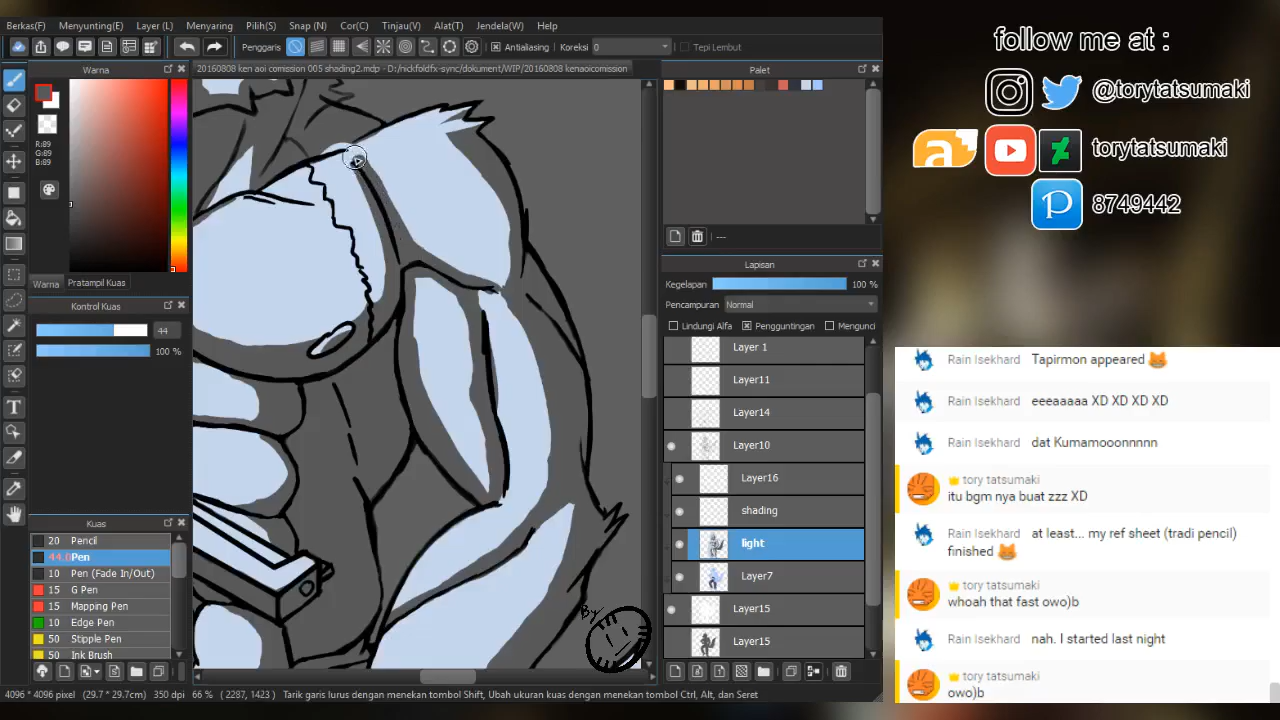 Berkas(F) Menyunting(E) Layer (L) Menyaring Pilih(S) Snap (N) Cor(C) Tinjau(V) Alat(T) Jendela(W) Help
Penggaris Antialiasing Koreksi 0 Tepi Lembut
Warna
R:89
G:89
B:89
Warna Pratampil Kuas
Kontrol Kuas
44
100 %
Kuas
20 Pencil
44.0 Pen
10 Pen (Fade In/Out)
15 G Pen
15 Mapping Pen
10 Edge Pen
50 Stipple Pen
50 Ink Brush
20160808 ken aoi comission 005 shading2.mdp - D:/nickfoldfx-sync/dokument/WIP/20160808 kenaoicomission
By
Palet
---
Lapisan
Kegelapan 100 %
Pencampuran Normal
Lindungi Alfa Pengguntingan Mengunci
Layer 1
Layer11
Layer14
Layer10
Layer16
shading
light
Layer7
Layer15
Layer15
4096 * 4096 pixel (29.7 * 29.7cm) 350 dpi 66 % ( 2287, 1423 ) Tarik garis lurus dengan menekan tombol Shift, Ubah ukuran kuas dengan menekan tombol Ctrl, Alt, dan Seret
follow me at :
@torytatsumaki
torytatsumaki
8749442
Rain Isekhard Tapirmon appeared
Rain Isekhard eeeaaaaa XD XD XD XD
Rain Isekhard dat Kumamooonnnnn
tory tatsumaki
itu bgm nya buat zzz XD
Rain Isekhard at least... my ref sheet (tradi pencil)
finished
tory tatsumaki
whoah that fast owo)b
Rain Isekhard nah. I started last night
tory tatsumaki
owo)b